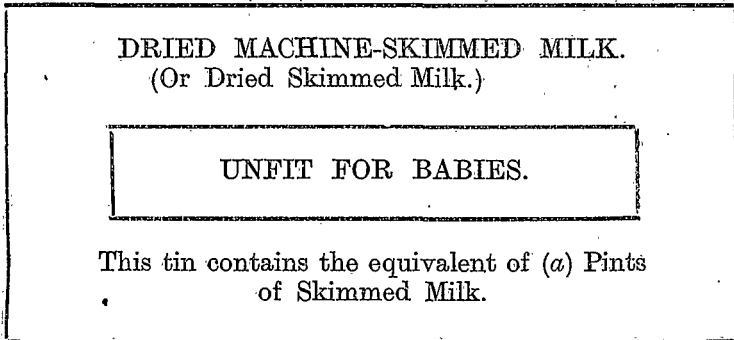 DRIED MACHINE-SKIMMED MILK.
(Or Dried Skimmed Milk.)
UNFIT FOR BABIES.
This tin contains the equivalent of (a) Pints
of Skimmed Milk.